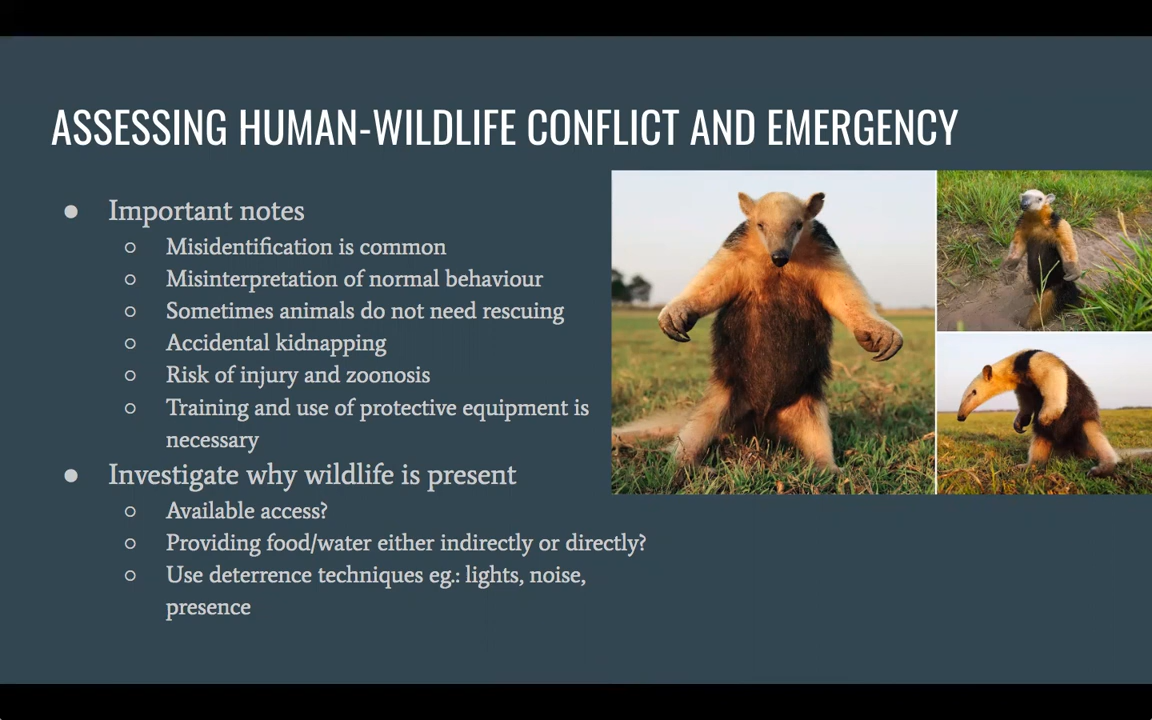 ASSESSING HUMAN-WILDLIFE CONFLICT AND EMERGENCY
● Important notes
○ Misidentification is common
○ Misinterpretation of normal behaviour
○ Sometimes animals do not need rescuing
○ Accidental kidnapping
○ Risk of injury and zoonosis
○ Training and use of protective equipment is
necessary
● Investigate why wildlife is present
○ Available access?
○ Providing food/water either indirectly or directly?
○ Use deterrence techniques eg.: lights, noise,
presence